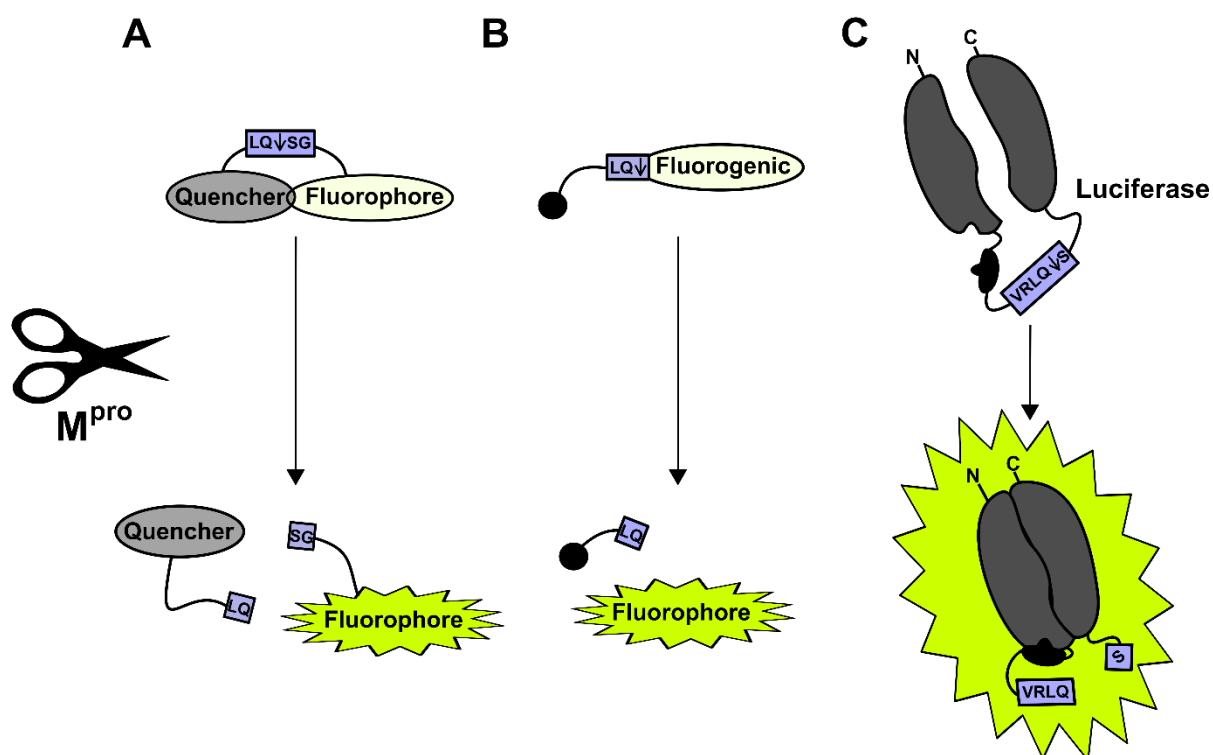 A
B
C
N
C
LQ↓SG
Quencher
Fluorophore
LQ↓
Fluorogenic
Luciferase
VRLQ↓S
Mpro
Quencher
LQ
SG
Fluorophore
LQ
Fluorophore
N
C
S
VRLQ